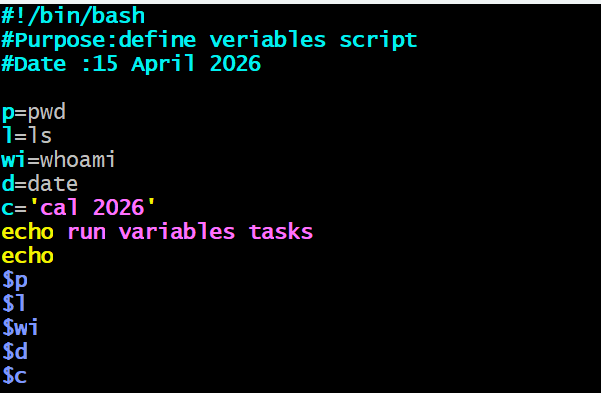 #!/bin/bash
#Purpose:define veriables script
#Date :15 April 2026
p=pwd
l=ls
wi=whoami
d=date
c='cal 2026'
echo run variables tasks
echo
$p
$l
$wi
$d
$c